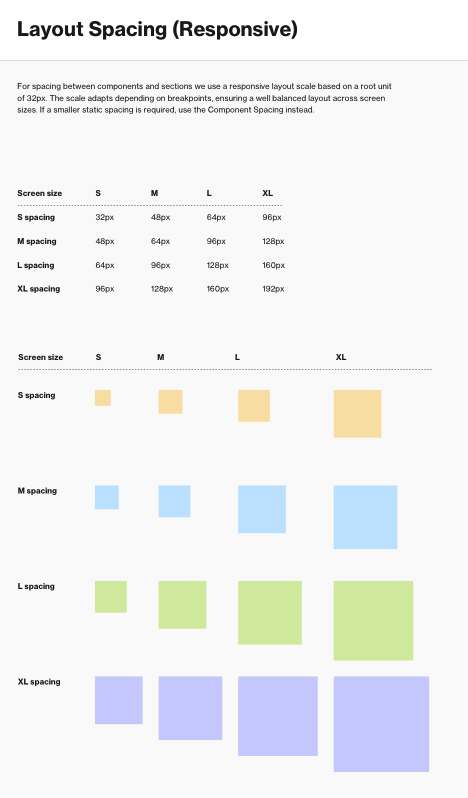 Layout Spacing (Responsive)
For spacing between components and sections we use a responsive layout scale based on a root unit
of 32px. The scale adapts depending on breakpoints, ensuring a well balanced layout across screen
sizes. If a smaller static spacing is required, use the Component Spacing instead.
Screen size S M L XL
S spacing 32px 48px 64px 96px
M spacing 48px 64px 96px 128px
L spacing 64px 96px 128px 160px
XL spacing 96px 128px 160px 192px
Screen size S M L XL
S spacing
M spacing
L spacing
XL spacing